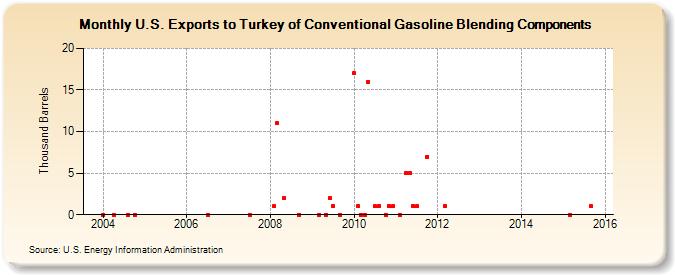 Monthly U.S. Exports to Turkey of Conventional Gasoline Blending Components
Thousand Barrels
20
15
10
5
0
2004 2006 2008 2010 2012 2014 2016
Source: U.S. Energy Information Administration